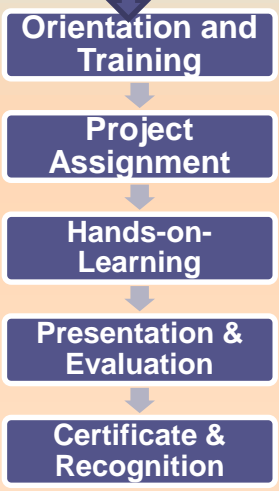 Orientation and
Training
Project
Assignment
Hands-on-
Learning
Presentation &
Evaluation
Certificate &
Recognition